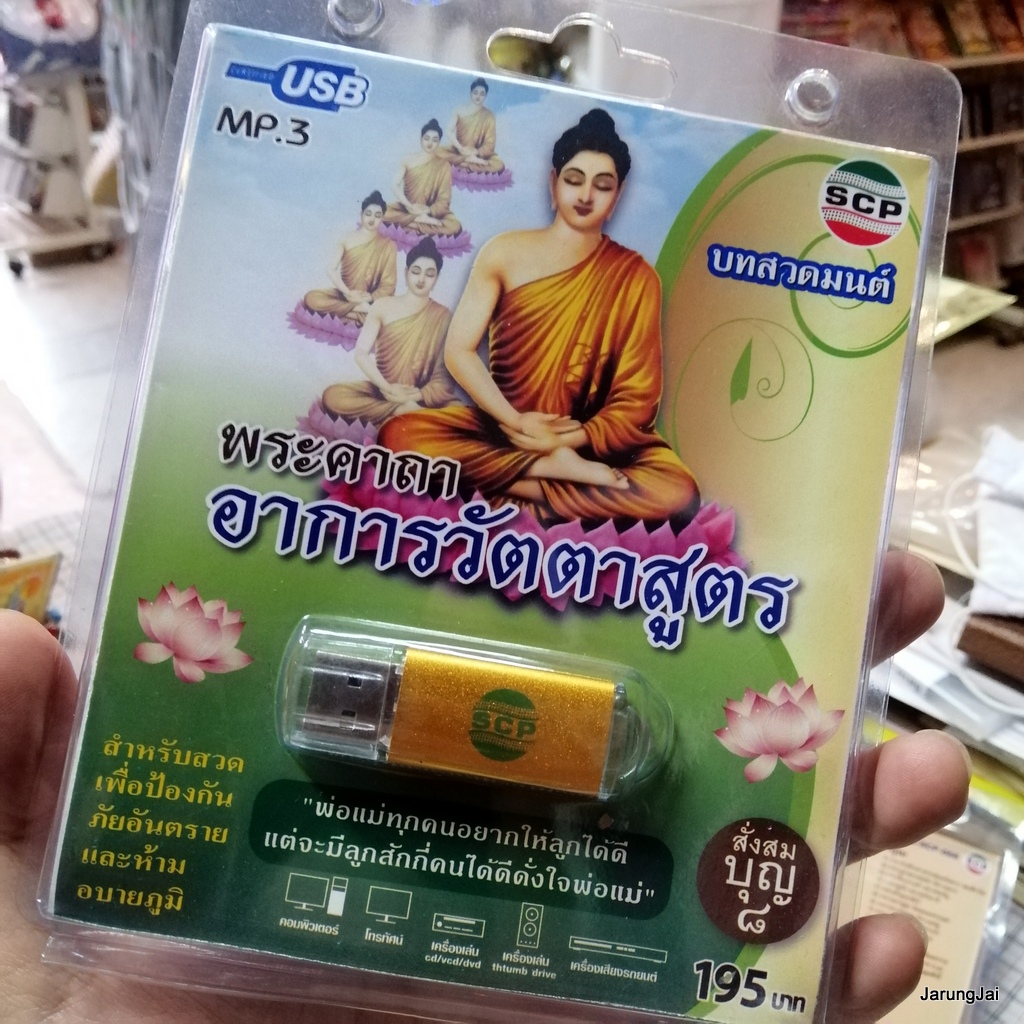 CERTIFIED USB
MP.3
SCP
บทสวดมนต์
พระคาถา
อาการวัตตาสูตร
SCP
สำหรับสวด
เพื่อป้องกัน
ภัยอันตราย
และห้าม
อบายภูมิ
"พ่อแม่ทุกคนอยากให้ลูกได้ดี
แต่จะมีลูกสักกี่คนได้ดีดั่งใจพ่อแม่"
สั่งสม
บุญ
๘
คอมพิวเตอร์
โทรทัศน์
เครื่องเล่น
cd/vcd/dvd
เครื่องเล่น
thtumb drive
เครื่องเสียงรถยนต์
195 บาท
JarungJai